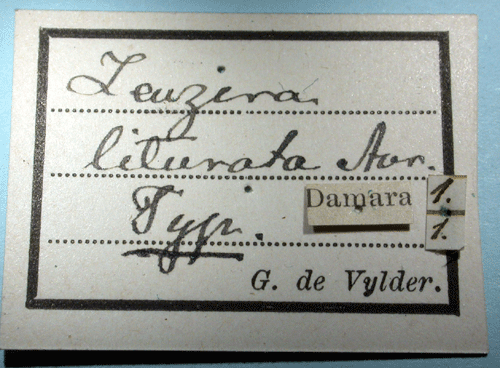 Zeuzera
liturata Aur.
Typ.
Damara
1.
1.
G. de Vylder.